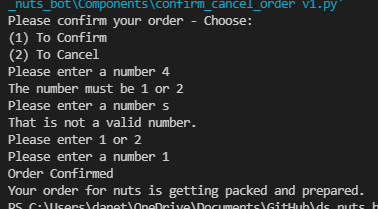 _nuts_bot\Components\confirm_cancel_order v1.py`
Please confirm your order - Choose:
(1) To Confirm
(2) To Cancel
Please enter a number 4
The number must be 1 or 2
Please enter a number s
That is not a valid number.
Please enter 1 or 2
Please enter a number 1
Order Confirmed
Your order for nuts is getting packed and prepared.
PS C:\Users\danet\OneDrive\Documents\GitHub\ds_nuts_b